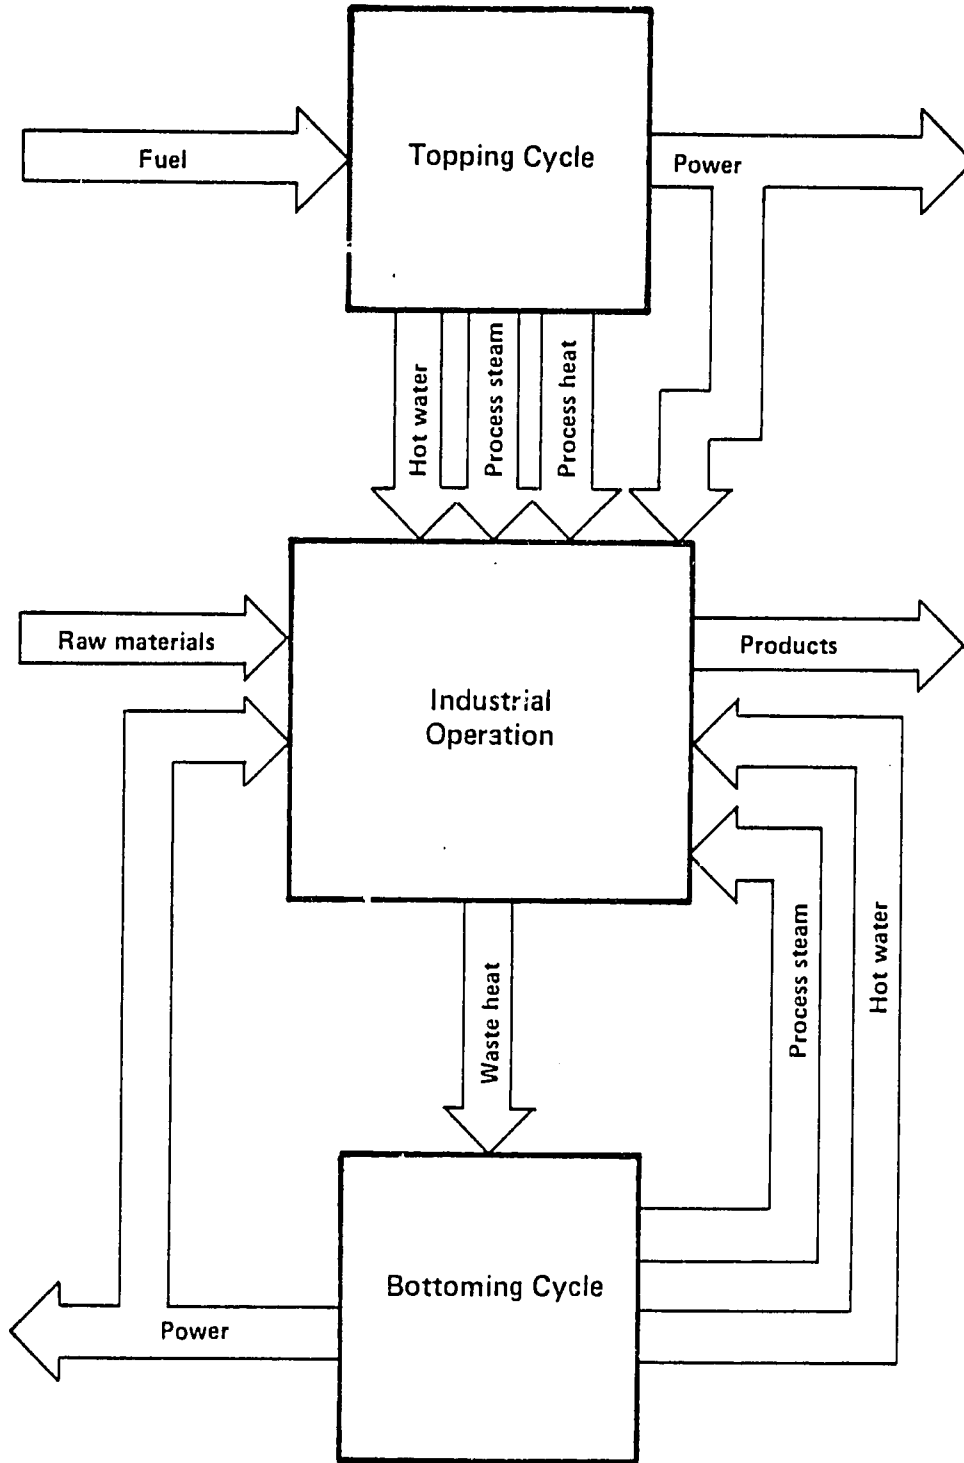 Fuel
Topping Cycle
Power
Hot water
Process steam
Process heat
Raw materials
Products
Industrial
Operation
Waste heat
Process steam
Hot water
Bottoming Cycle
Power